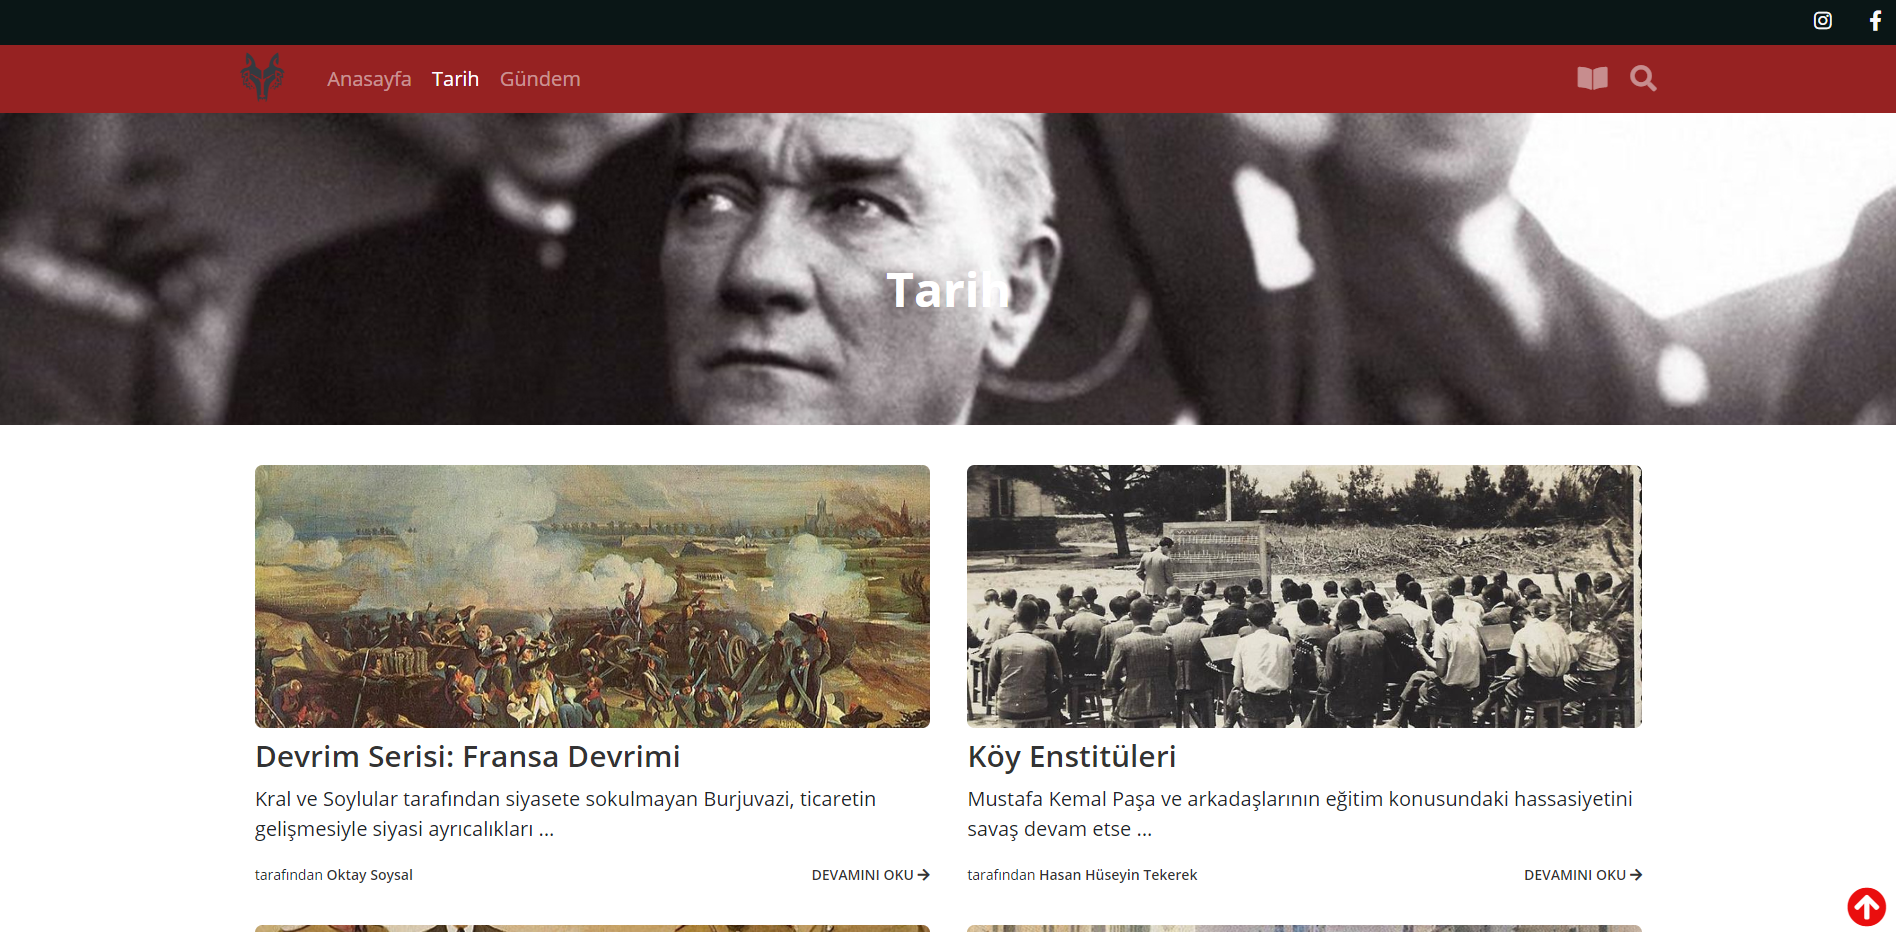 Anasayfa Tarih Gündem
Tarih
Devrim Serisi: Fransa Devrimi
Kral ve Soylular tarafından siyasete sokulmayan Burjuvazi, ticaretin
gelişmesiyle siyasi ayrıcalıkları ...
tarafından Oktay Soysal
DEVAMINI OKU
Köy Enstitüleri
Mustafa Kemal Paşa ve arkadaşlarının eğitim konusundaki hassasiyetini
savaş devam etse ...
tarafından Hasan Hüseyin Tekerek
DEVAMINI OKU